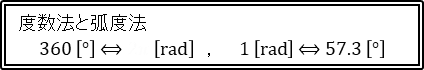 度数法と弧度法
360 [°] ⇔ [rad] , 1 [rad] ⇔ 57.3 [°]